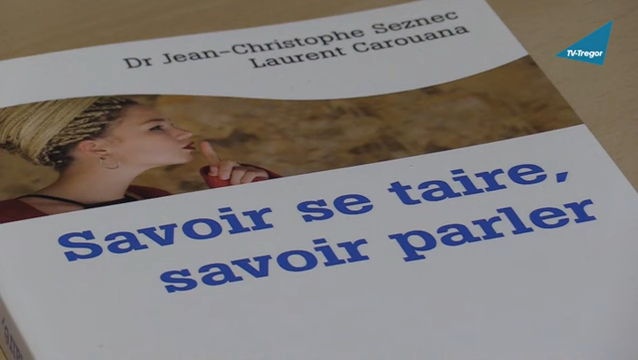 TV-Tregor
Dr Jean-Christophe Seznec
Laurent Carouana
Savoir se taire,
savoir parler